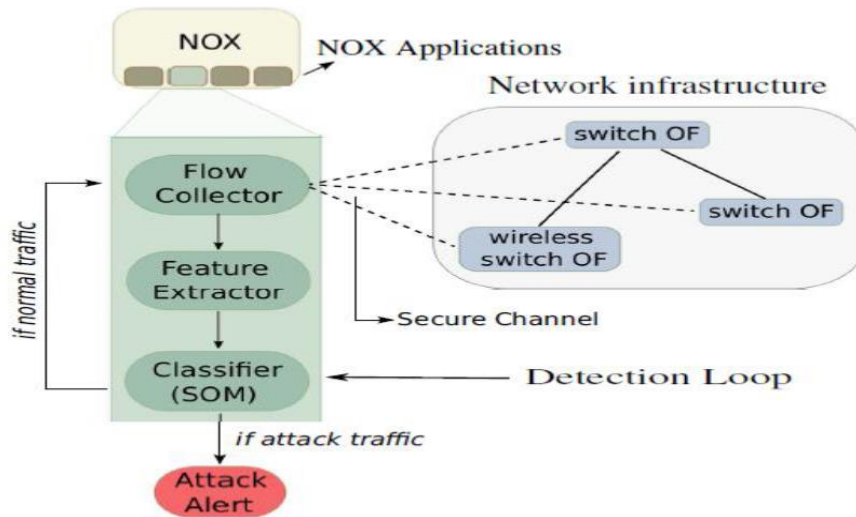 NOX
NOX Applications
Network infrastructure
switch OF
Flow
Collector
switch OF
wireless
switch OF
if normal traffic
Feature
Extractor
Secure Channel
Classifier
(SOM)
Detection Loop
if attack traffic
Attack
Alert